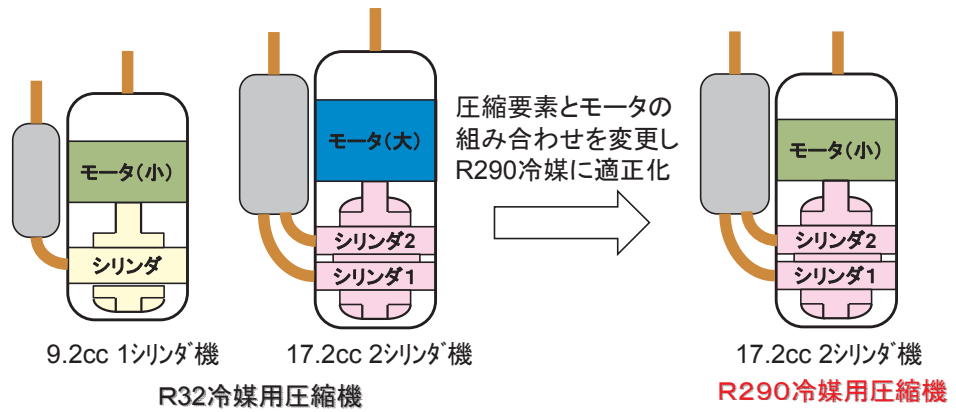 モータ(小)
シリンダ
9.2cc 1シリンダ機
モータ(大)
シリンダ2
シリンダ1
17.2cc 2シリンダ機
R32冷媒用圧縮機
圧縮要素とモータの
組み合わせを変更し
R290冷媒に適正化
モータ(小)
シリンダ2
シリンダ1
17.2cc 2シリンダ機
R290冷媒用圧縮機